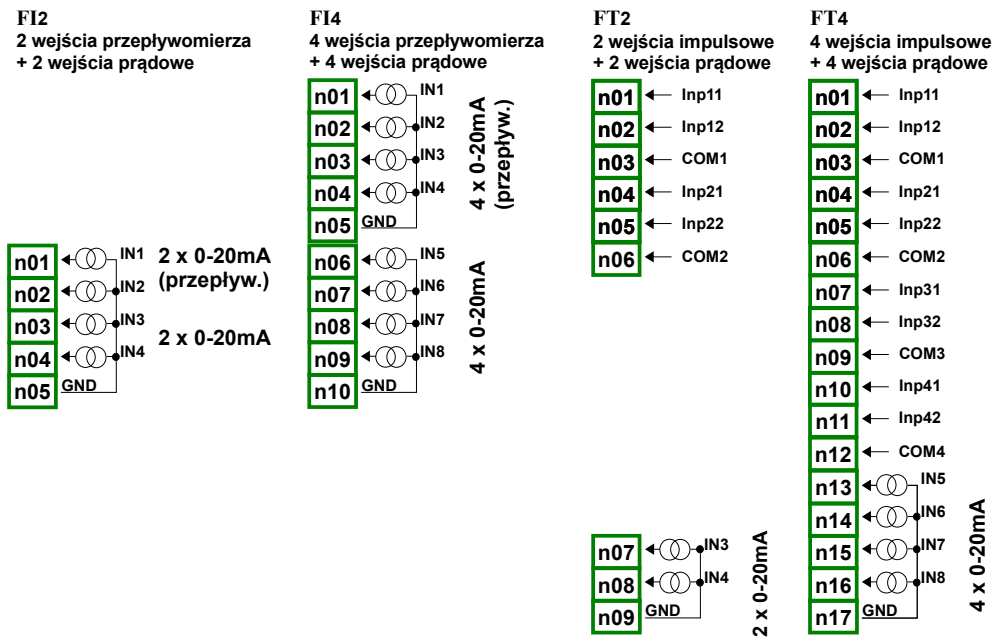 FI2
2 wejścia przepływomierza
+ 2 wejścia prądowe
n01 IN1
n02 IN2
n03 IN3
n04 IN4
n05 GND
2 x 0-20mA
(przepływ.)
2 x 0-20mA
FI4
4 wejścia przepływomierza
+ 4 wejścia prądowe
n01 IN1
n02 IN2
n03 IN3
n04 IN4
n05 GND
4 x 0-20mA
(przepływ.)
n06 IN5
n07 IN6
n08 IN7
n09 IN8
n10 GND
4 x 0-20mA
FT2
2 wejścia impulsowe
+ 2 wejścia prądowe
n01 Inp11
n02 Inp12
n03 COM1
n04 Inp21
n05 Inp22
n06 COM2
n07 IN3
n08 IN4
n09 GND
2 x 0-20mA
FT4
4 wejścia impulsowe
+ 4 wejścia prądowe
n01 Inp11
n02 Inp12
n03 COM1
n04 Inp21
n05 Inp22
n06 COM2
n07 Inp31
n08 Inp32
n09 COM3
n10 Inp41
n11 Inp42
n12 COM4
n13 IN5
n14 IN6
n15 IN7
n16 IN8
n17 GND
4 x 0-20mA